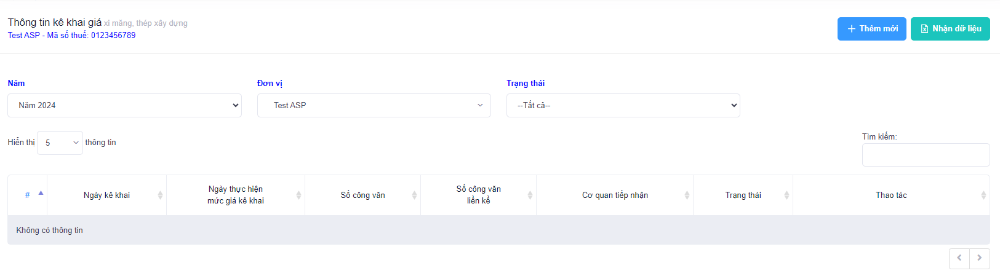 Thông tin kê khai giá xi măng, thép xây dựng
Test ASP - Mã số thuế: 0123456789
Thêm mới
Nhận dữ liệu
Năm
Đơn vị
Trạng thái
Năm 2024
Test ASP
--Tất cả--
Hiển thị 5 thông tin
Tìm kiếm:
#
Ngày kê khai
Ngày thực hiện
mức giá kê khai
Số công văn
Số công văn
liền kề
Cơ quan tiếp nhận
Trạng thái
Thao tác
Không có thông tin